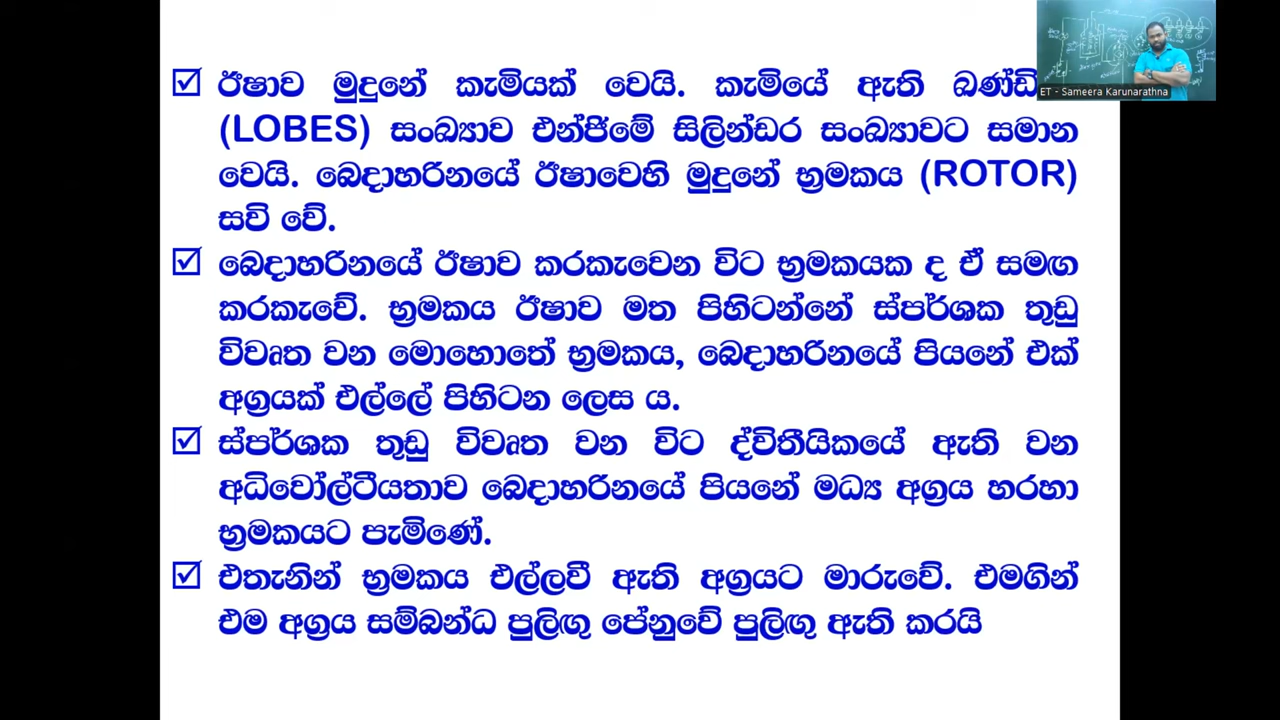 ඊෂාව මුදුනේ කැමියක් වෙයි. කැමියේ ඇති
(LOBES) සංඛ්‍යාව එන්ජිමේ සිලින්ඩර සංඛ්‍යාවට සමාන
වෙයි. බෙදාහරිනයේ ඊෂාවෙහි මුදුනේ භ්‍රමකය (ROTOR)
සවි වේ.
බෙදාහරිනයේ ඊෂාව කරකැවෙන විට භ්‍රමකයක ද ඒ සමඟ
කරකැවේ. භ්‍රමකය ඊෂාව මත පිහිටන්නේ ස්පර්ශක තුඩු
විවෘත වන මොහොතේ භ්‍රමකය, බෙදාහරිනයේ පියනේ එක්
අග්‍රයක් එල්ලේ පිහිටන ලෙස ය.
ස්පර්ශක තුඩු විවෘත වන විට ද්විතීයිකයේ ඇති වන
අධිවෝල්ටීයතාව බෙදාහරිනයේ පියනේ මධ්‍ය අග්‍රය හරහා
භ්‍රමකයට පැමිණේ.
එතැනින් භ්‍රමකය එල්ලවී ඇති අග්‍රයට මාරුවේ. එමගින්
එම අග්‍රය සම්බන්ධ පුලිඟු පේනුවේ පුලිඟු ඇති කරයි
ET - Sameera Karunarathna